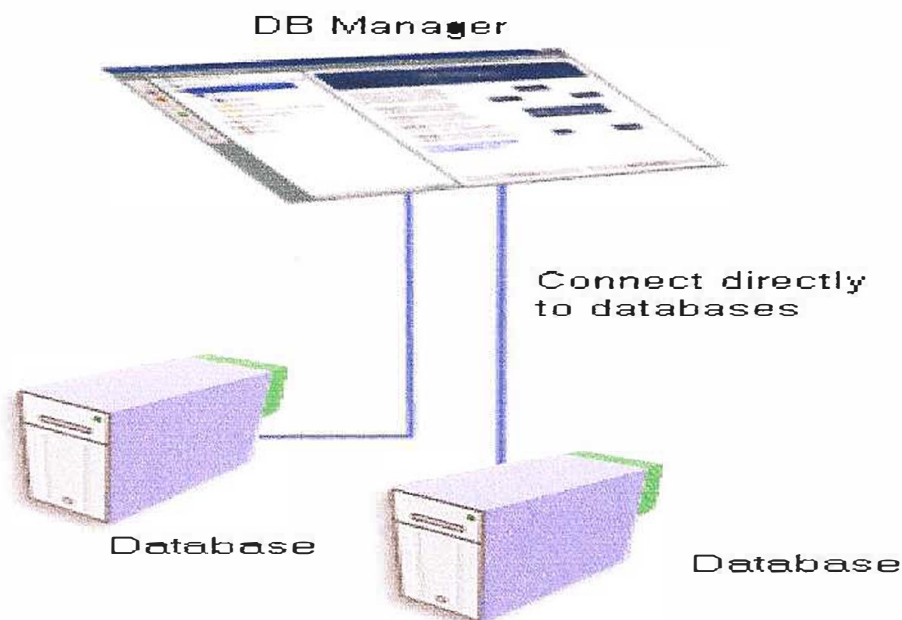 DB Manager
Connect directly
to databases
Database
Database